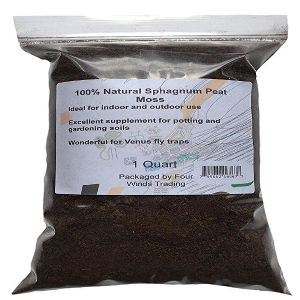 100% Natural Sphagnum Peat
Moss
Ideal for indoor and outdoor use
Excellent supplement for potting and
gardening soils
Wonderful for Venus fly traps
1 Quart
Packaged by Four
Winds Trading